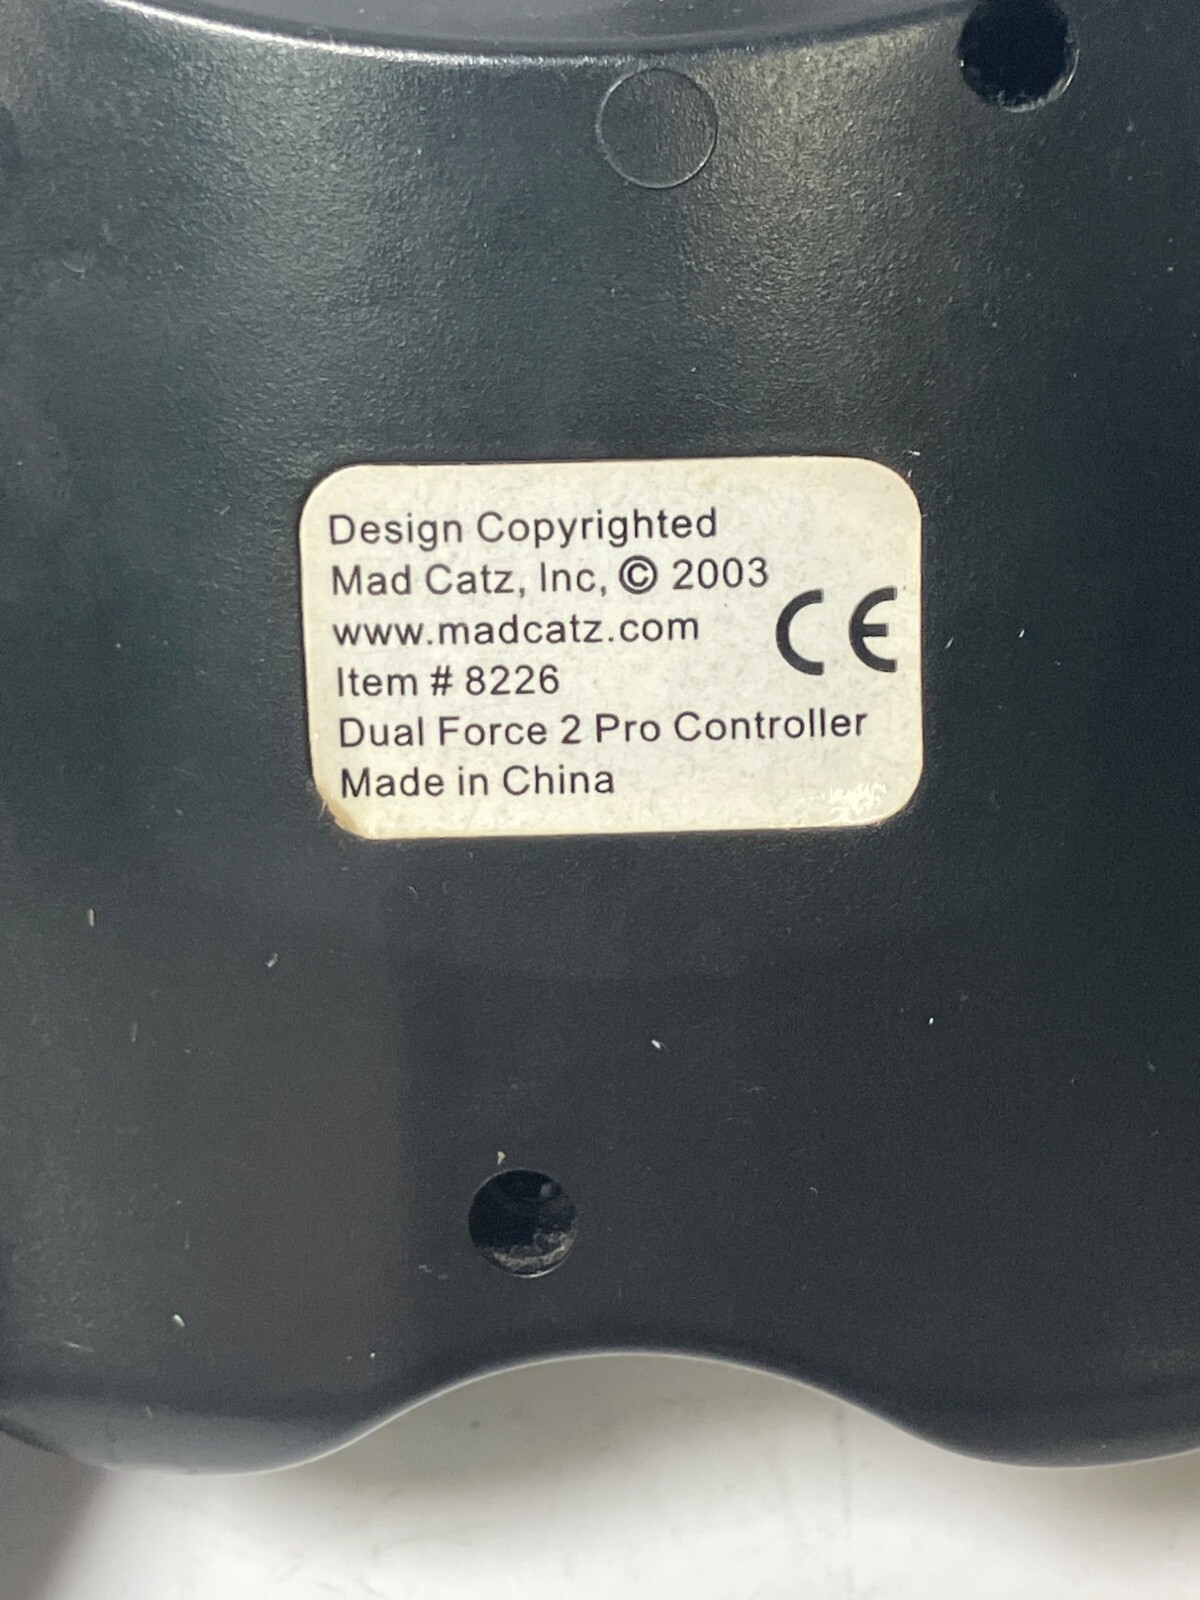 Design Copyrighted
Mad Catz, Inc, © 2003
www.madcatz.com
Item # 8226
Dual Force 2 Pro Controller
Made in China
CE